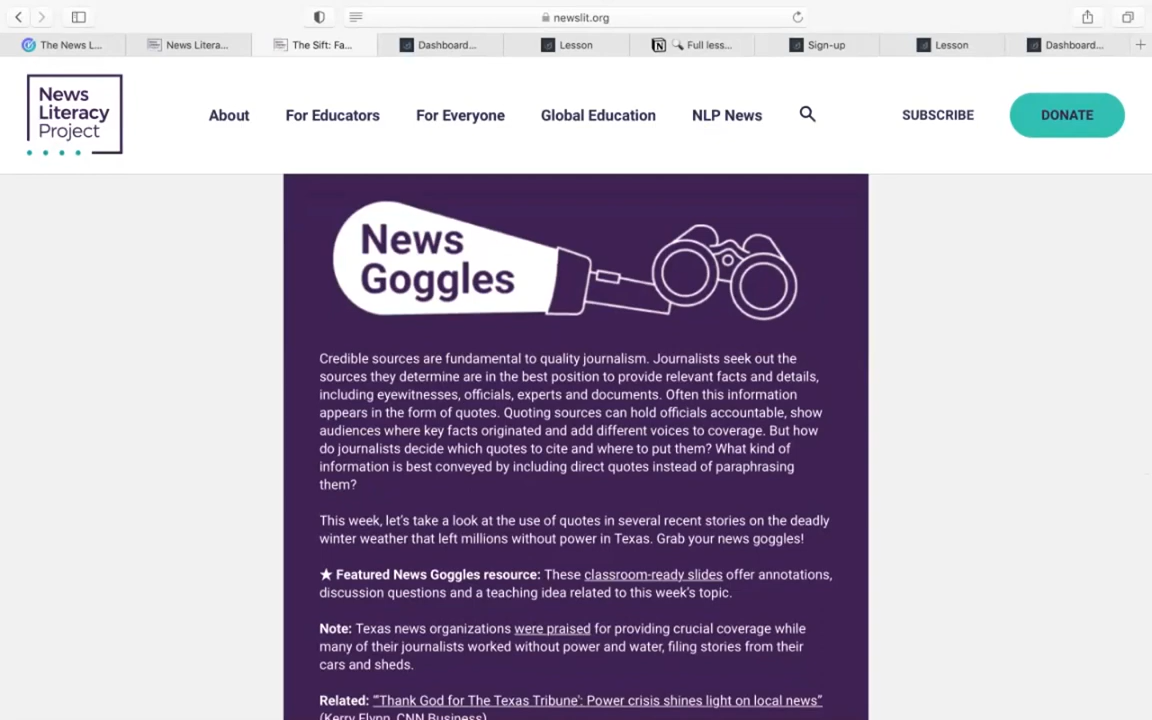 newslit.org
The News L...
News Litera...
The Sift: Fa...
Dashboard...
Lesson
Full less...
Sign-up
Lesson
Dashboard...
News
Literacy
Project
About
For Educators
For Everyone
Global Education
NLP News
SUBSCRIBE
DONATE
News
Goggles
Credible sources are fundamental to quality journalism. Journalists seek out the
sources they determine are in the best position to provide relevant facts and details,
including eyewitnesses, officials, experts and documents. Often this information
appears in the form of quotes. Quoting sources can hold officials accountable, show
audiences where key facts originated and add different voices to coverage. But how
do journalists decide which quotes to cite and where to put them? What kind of
information is best conveyed by including direct quotes instead of paraphrasing
them?
This week, let's take a look at the use of quotes in several recent stories on the deadly
winter weather that left millions without power in Texas. Grab your news goggles!
★ Featured News Goggles resource: These classroom-ready slides offer annotations,
discussion questions and a teaching idea related to this week's topic.
Note: Texas news organizations were praised for providing crucial coverage while
many of their journalists worked without power and water, filing stories from their
cars and sheds.
Related: "'Thank God for The Texas Tribune': Power crisis shines light on local news"
(Kerry Flynn, CNN Business)